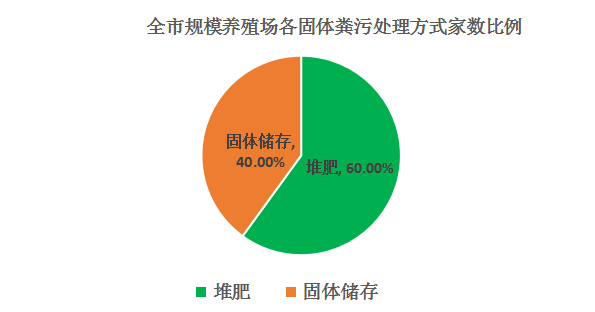 全市规模养殖场各固体粪污处理方式家数比例
固体储存,
40.00%
堆肥, 60.00%
堆肥 固体储存